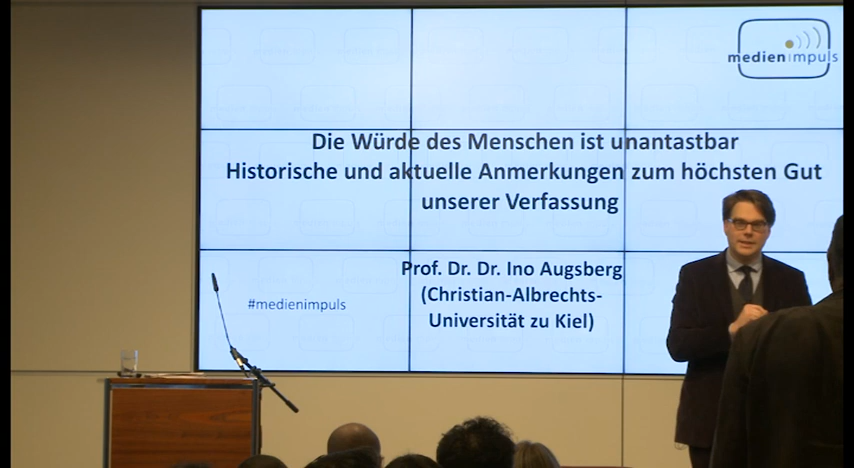 medienimpuls
Die Würde des Menschen ist unantastbar
Historische und aktuelle Anmerkungen zum höchsten Gut
unserer Verfassung
Prof. Dr. Dr. Ino Augsberg
(Christian-Albrechts-
Universität zu Kiel)
#medienimpuls